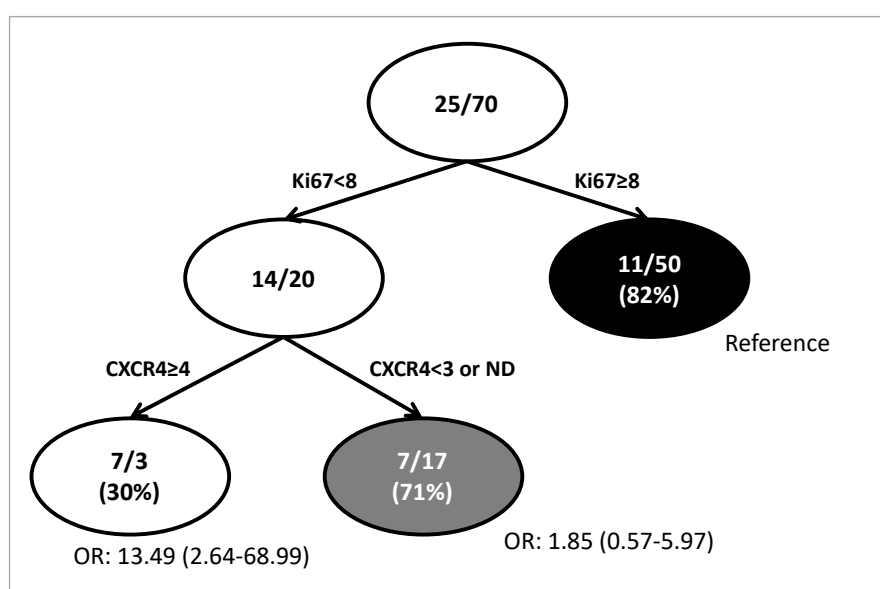 25/70
Ki67<8
Ki67≥8
14/20
11/50
(82%)
Reference
CXCR4≥4
CXCR4<3 or ND
7/3
(30%)
7/17
(71%)
OR: 13.49 (2.64-68.99)
OR: 1.85 (0.57-5.97)